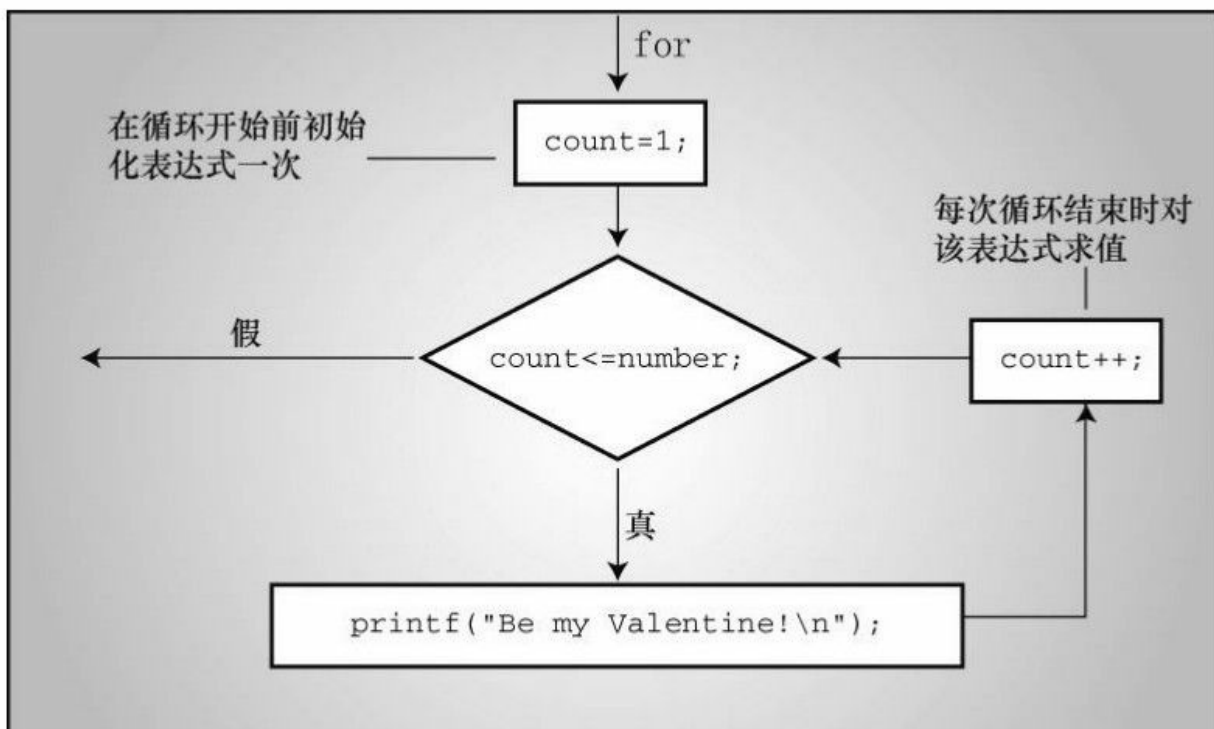 for
在循环开始前初始
化表达式一次
count=1;
每次循环结束时对
该表达式求值
假
count<=number;
count++;
真
printf("Be my Valentine!\n");